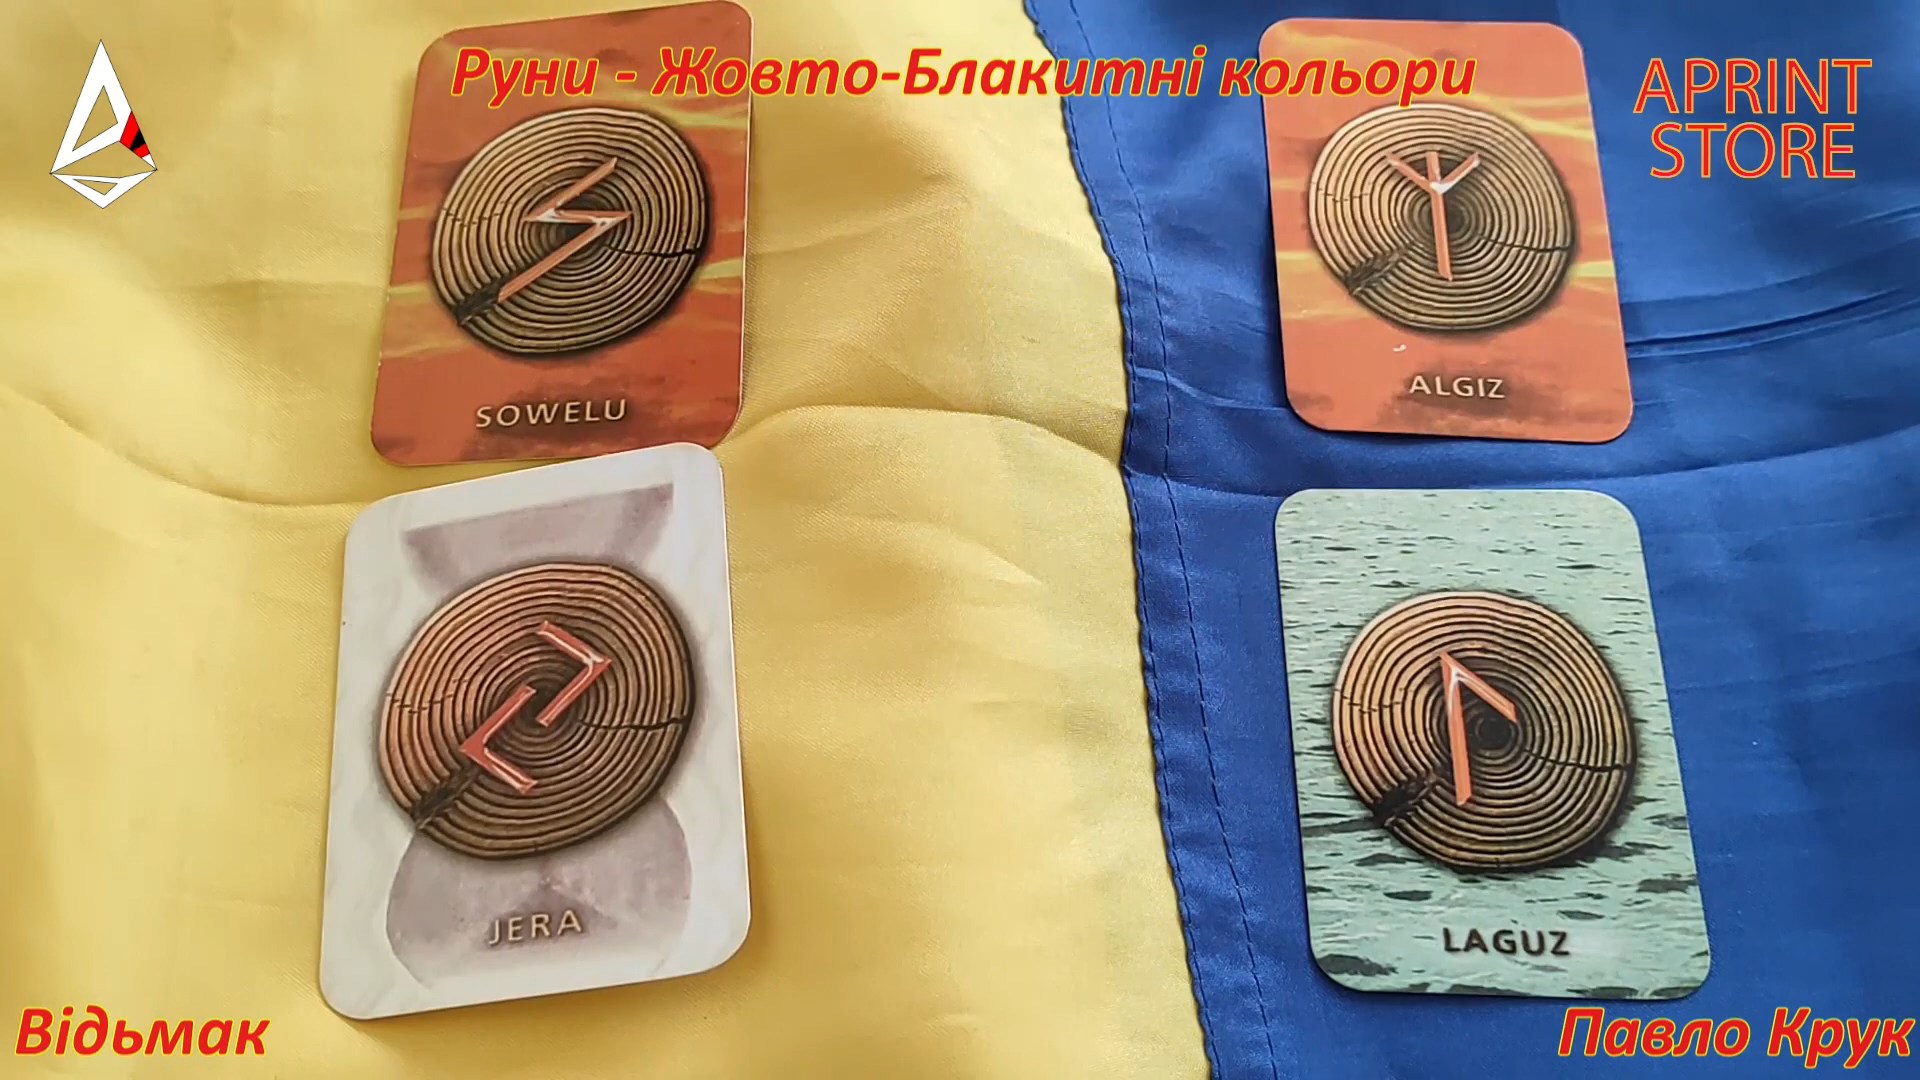 Руни - Жовто-Блакитні кольори
APRINT
STORE
SOWELU
ALGIZ
JERA
LAGUZ
Відьмак
Павло Крук